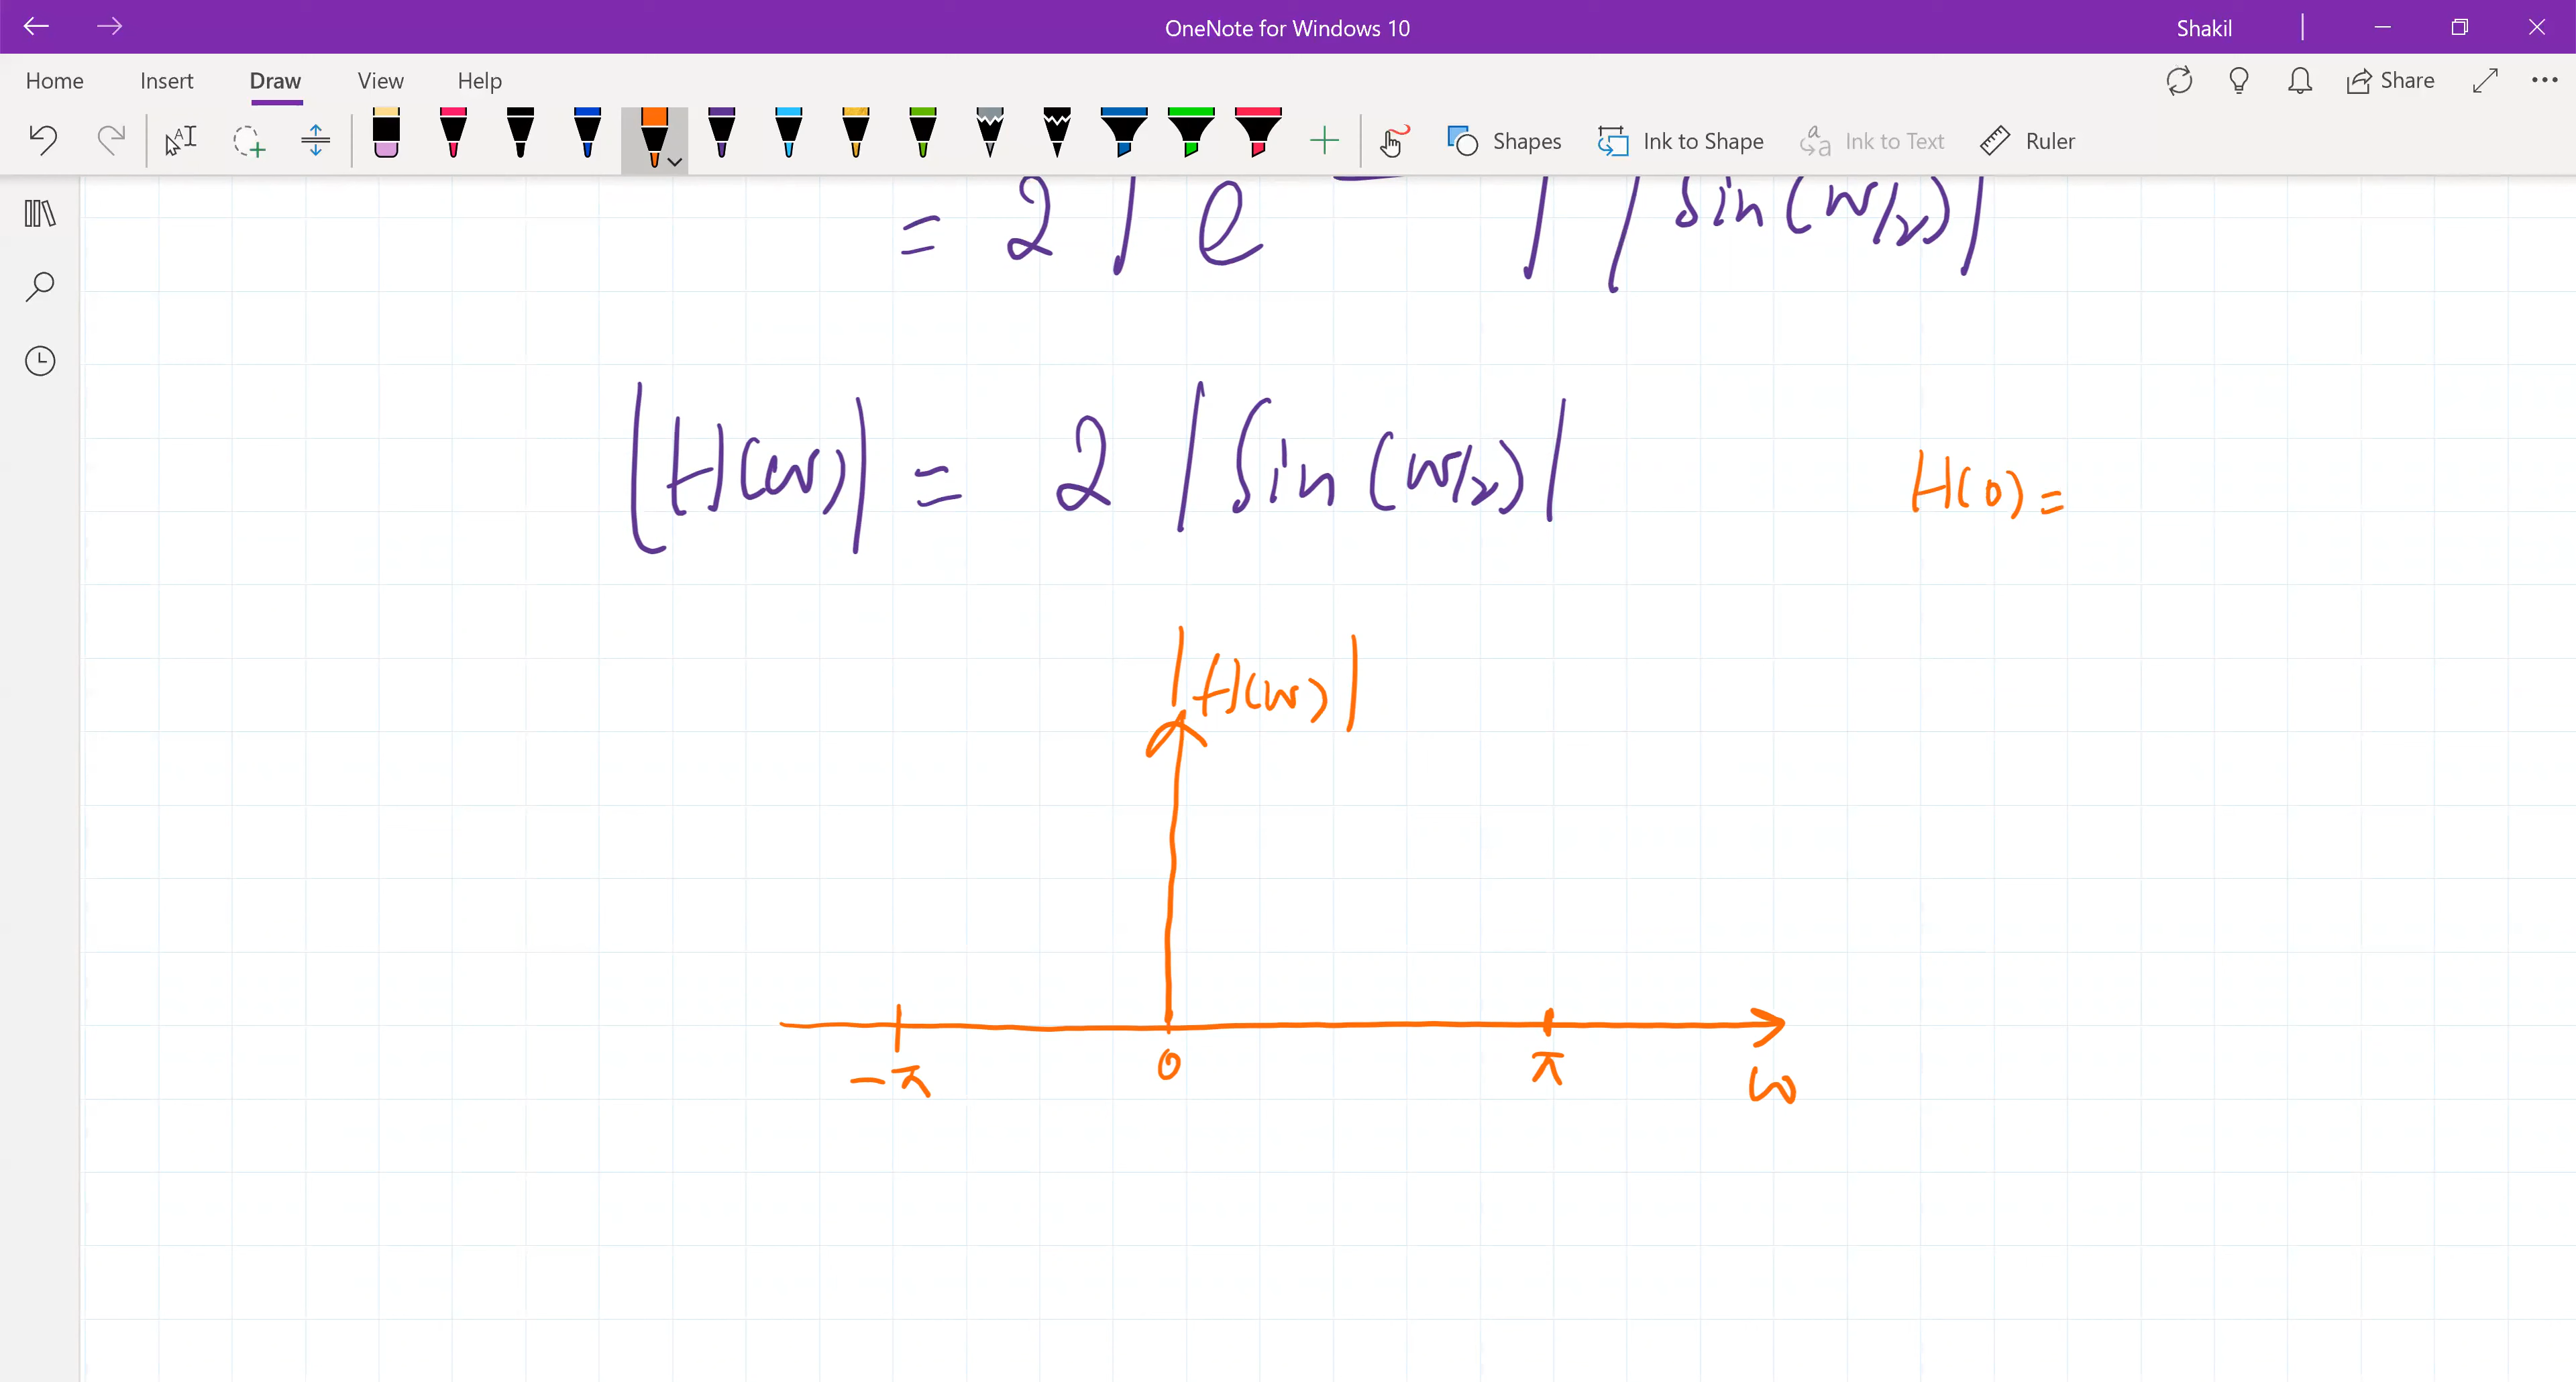 OneNote for Windows 10 Shakil
Home Insert Draw View Help Share
Shapes Ink to Shape Ink to Text Ruler
= 2 | e | | sin(ω/2) |
|H(ω)| = 2 |sin(ω/2)| H(0) =
|H(ω)|
-π 0 π ω